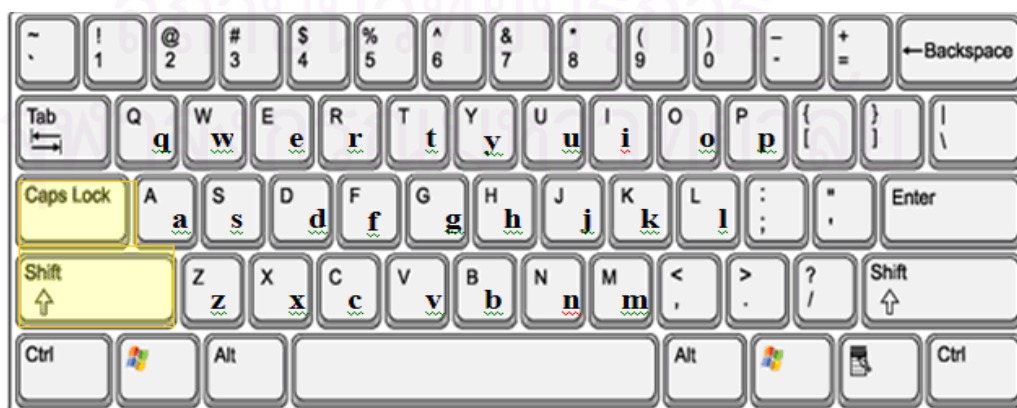 ~ ` ! 1 @ 2 # 3 $ 4 % 5 ^ 6 & 7 * 8 ( 9 ) 0 _ - + = ←Backspace
Tab Q q W w E e R r T t Y y U u I i O o P p { [ } ] | \
Caps Lock A a S s D d F f G g H h J j K k L l : ; " ' Enter
Shift Z z X x C c V v B b N n M m < , > . ? / Shift
Ctrl Alt Alt Ctrl